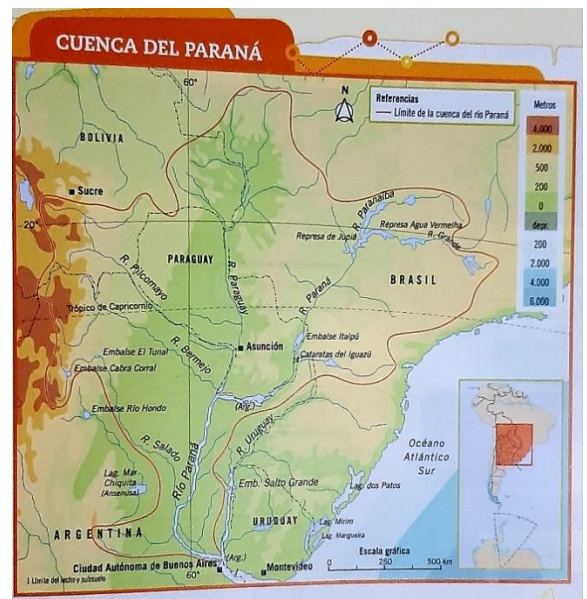 CUENCA DEL PARANÁ
60°
N
Referencias
Límite de la cuenca del río Paraná
Metros
4.000
2.000
500
200
0
depr.
200
2.000
4.000
6.000
BOLIVIA
Sucre
20°
R. Paranaiba
Represa Agua Vermelha
Represa de Jupiá
R. Grande
PARAGUAY
R. Pilcomayo
R. Paraguay
R. Paraná
BRASIL
Trópico de Capricornio
Embalse Itaipú
Asunción
Cataratas del Iguazú
R. Bermejo
Embalse El Tunal
Embalse Cabra Corral
(Arg.)
Embalse Río Hondo
R. Uruguay
R. Salado
Río Paraná
Océano
Atlántico
Sur
Lag. Mar
Chiquita
(Ansenusa)
Emb. Salto Grande
Lag. dos Patos
URUGUAY
Lag. Mirim
Lag. Mangueira
ARGENTINA
(Arg.)
Escala gráfica
0 250 500 km
Ciudad Autónoma de Buenos Aires
Montevideo
60°
1 Límite del lecho y subsuelo